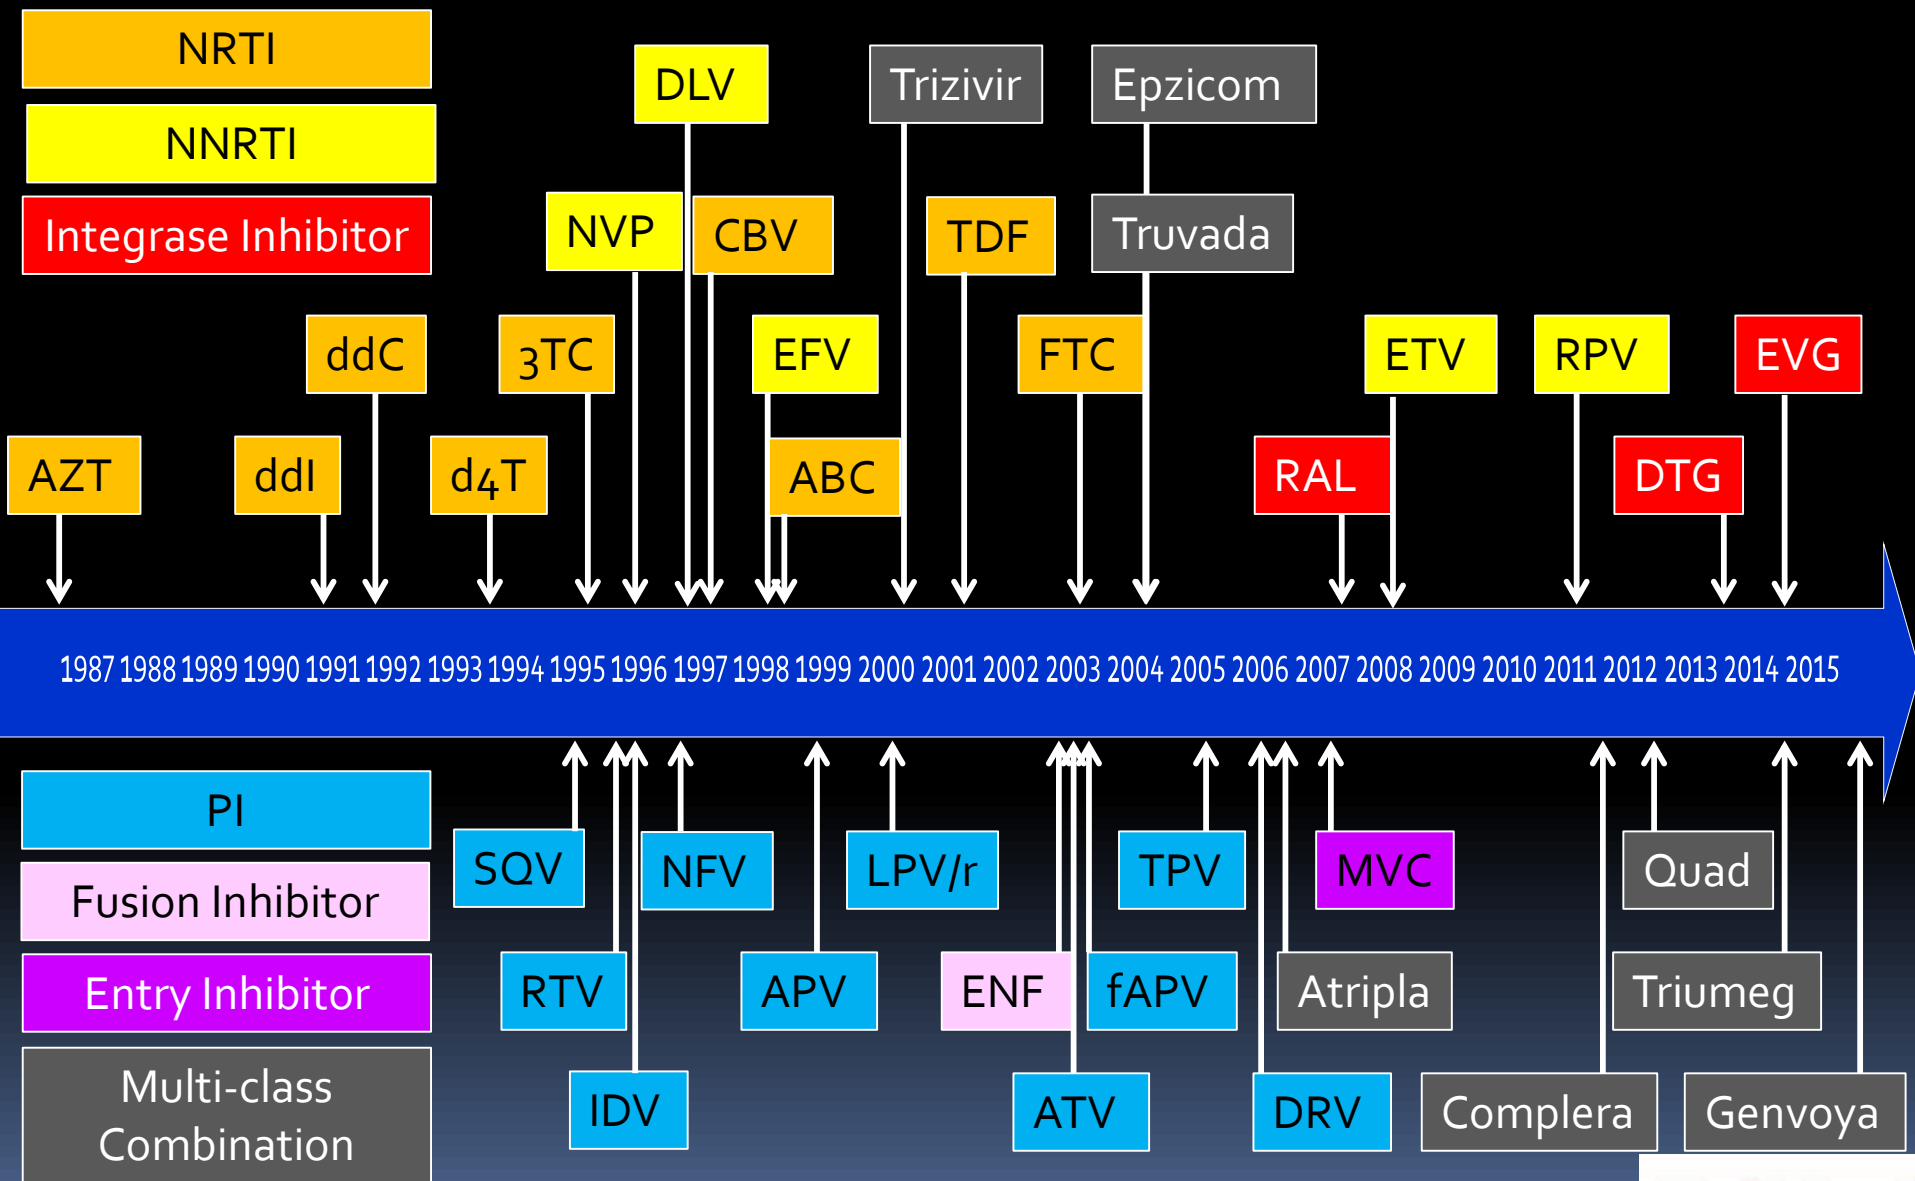 NRTI
NNRTI
Integrase Inhibitor
DLV
Trizivir
Epzicom
NVP
CBV
TDF
Truvada
ddC
3TC
EFV
FTC
ETV
RPV
EVG
AZT
ddI
d4T
ABC
RAL
DTG
1987 1988 1989 1990 1991 1992 1993 1994 1995 1996 1997 1998 1999 2000 2001 2002 2003 2004 2005 2006 2007 2008 2009 2010 2011 2012 2013 2014 2015
PI
Fusion Inhibitor
Entry Inhibitor
Multi-class
Combination
SQV
NFV
LPV/r
TPV
MVC
Quad
RTV
APV
ENF
fAPV
Atripla
Triumeg
IDV
ATV
DRV
Complera
Genvoya